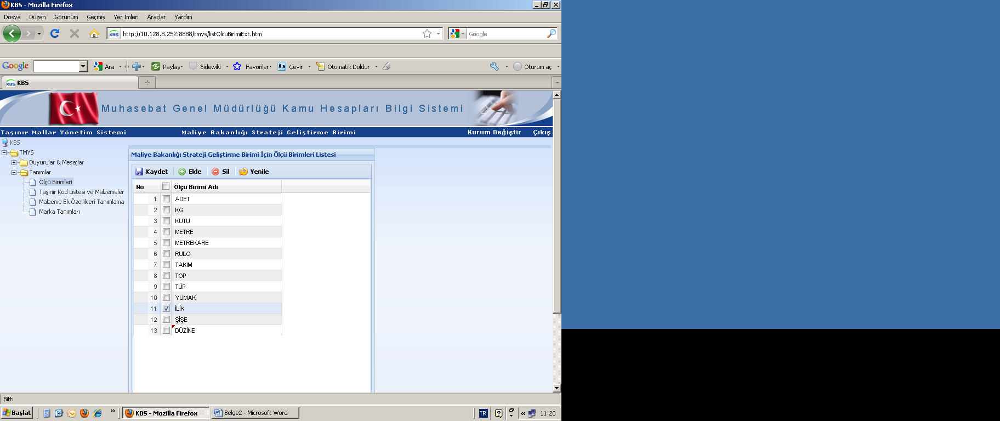 KBS - Mozilla Firefox
Dosya Düzen Görünüm Geçmiş Yer İmleri Araçlar Yardım
KBS http://10.128.8.252:8888/tmys/listOlcuBirimiExt.htm Google
Google Ara Paylaş Sidewiki Favoriler Çevir Otomatik Doldur Oturum aç
KBS KBS
Muhasebat Genel Müdürlüğü Kamu Hesapları Bilgi Sistemi
Taşınır Mallar Yönetim Sistemi Maliye Bakanlığı Strateji Geliştirme Birimi Kurum Değiştir Çıkış
KBS
TMYS
Duyurular & Mesajlar
Tanımlar
Ölçü Birimleri
Taşınır Kod Listesi ve Malzemeler
Malzeme Ek Özellikleri Tanımlama
Marka Tanımları
Maliye Bakanlığı Strateji Geliştirme Birimi İçin Ölçü Birimleri Listesi
Kaydet Ekle Sil Yenile
No Ölçü Birimi Adı
1 ADET
2 KG
3 KUTU
4 METRE
5 METREKARE
6 RULO
7 TAKIM
8 TOP
9 TÜP
10 YUMAK
11 İLİK
12 ŞİŞE
13 DÜZİNE
Bitti
Başlat » KBS - Mozilla Firefox Belge2 - Microsoft Word TR « 11:20